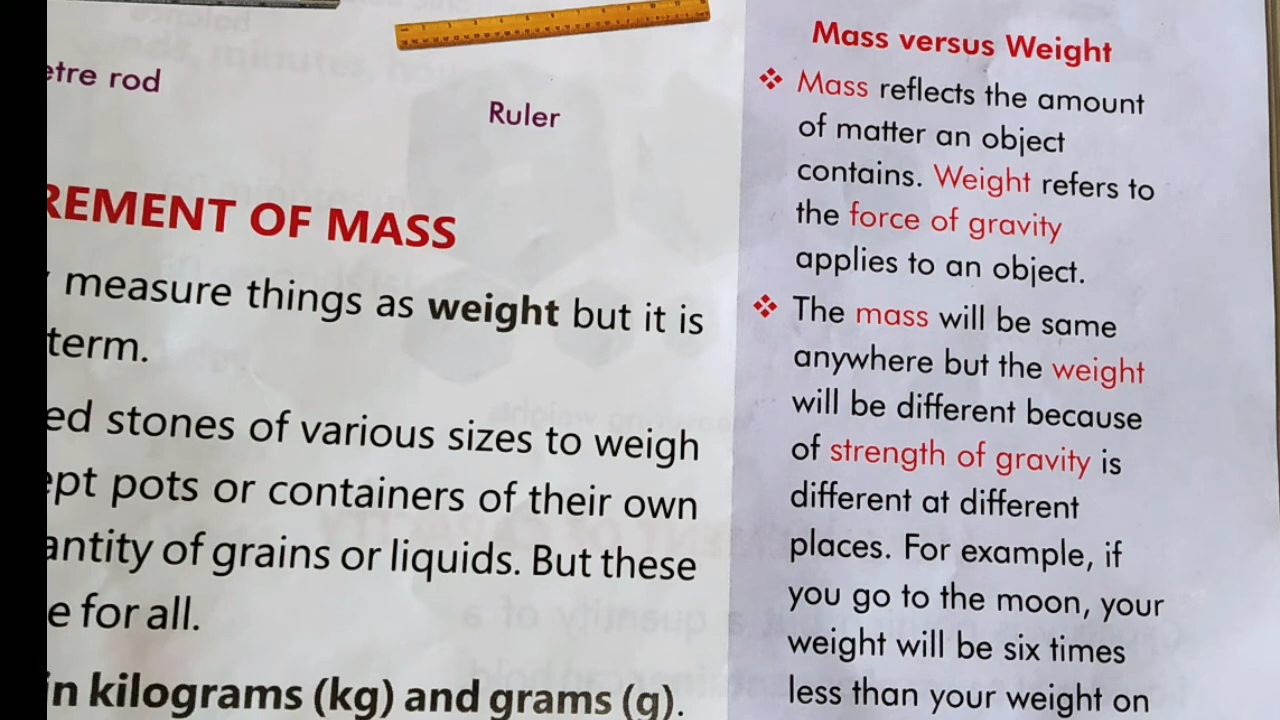 etre rod
Ruler
REMENT OF MASS
measure things as weight but it is
term.
ed stones of various sizes to weigh
ept pots or containers of their own
antity of grains or liquids. But these
e for all.
in kilograms (kg) and grams (g).
Mass versus Weight
❖ Mass reflects the amount
of matter an object
contains. Weight refers to
the force of gravity
applies to an object.
❖ The mass will be same
anywhere but the weight
will be different because
of strength of gravity is
different at different
places. For example, if
you go to the moon, your
weight will be six times
less than your weight on